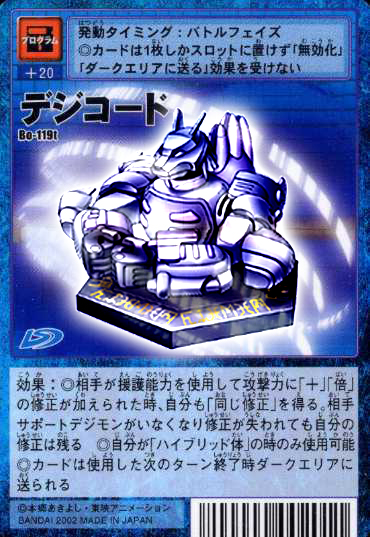 プログラム
+20
発動タイミング：バトルフェイズ
◎カードは1枚しかスロットに置けず「無効化」
「ダークエリアに送る」効果を受けない
デジコード
Bo-119t
効果：◎相手が援護能力を使用して攻撃力に「＋」「倍」
の修正が加えられた時、自分も「同じ修正」を得る。相手
サポートデジモンがいなくなり修正が失われても自分の
修正は残る　◎自分が「ハイブリッド体」の時のみ使用可能
◎カードは使用した次のターン終了時ダークエリアに
送られる
©本郷あきよし・東映アニメーション
BANDAI 2002 MADE IN JAPAN